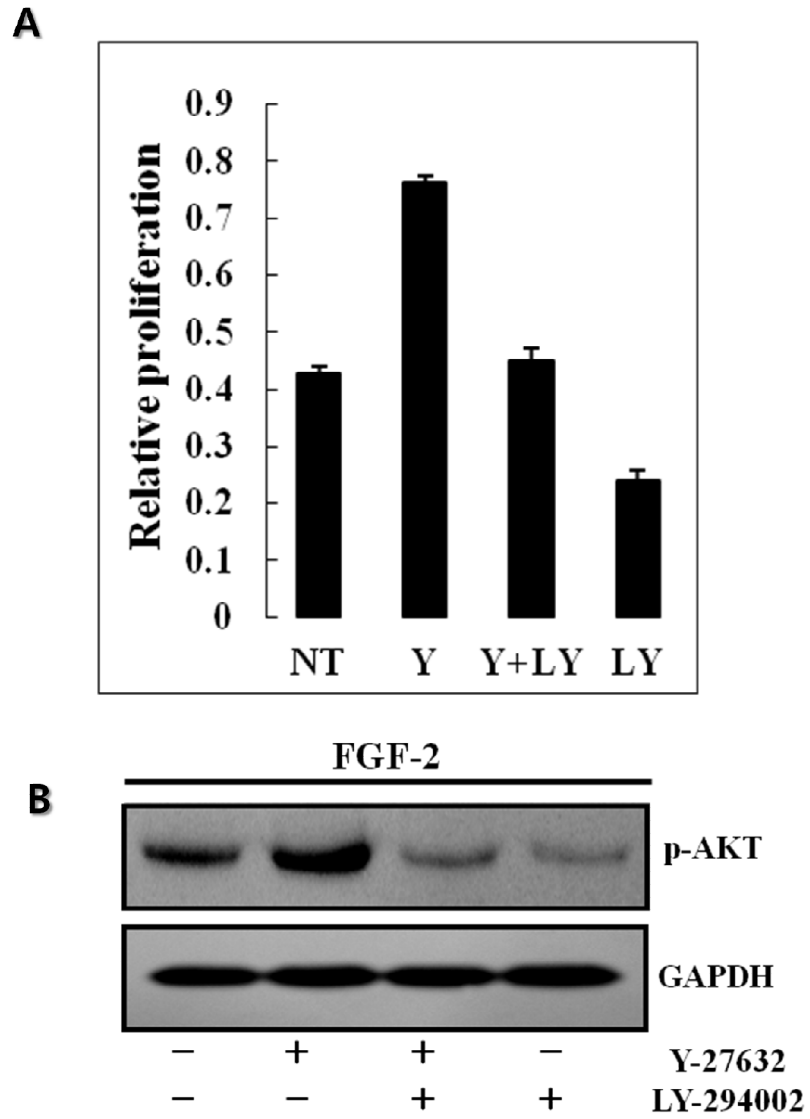 A
Relative proliferation
0.9
0.8
0.7
0.6
0.5
0.4
0.3
0.2
0.1
0
NT Y Y+LY LY
FGF-2
B
p-AKT
GAPDH
− + + − Y-27632
− − + + LY-294002